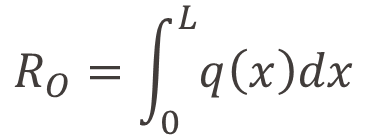 R_O = ∫_0^L q(x)dx